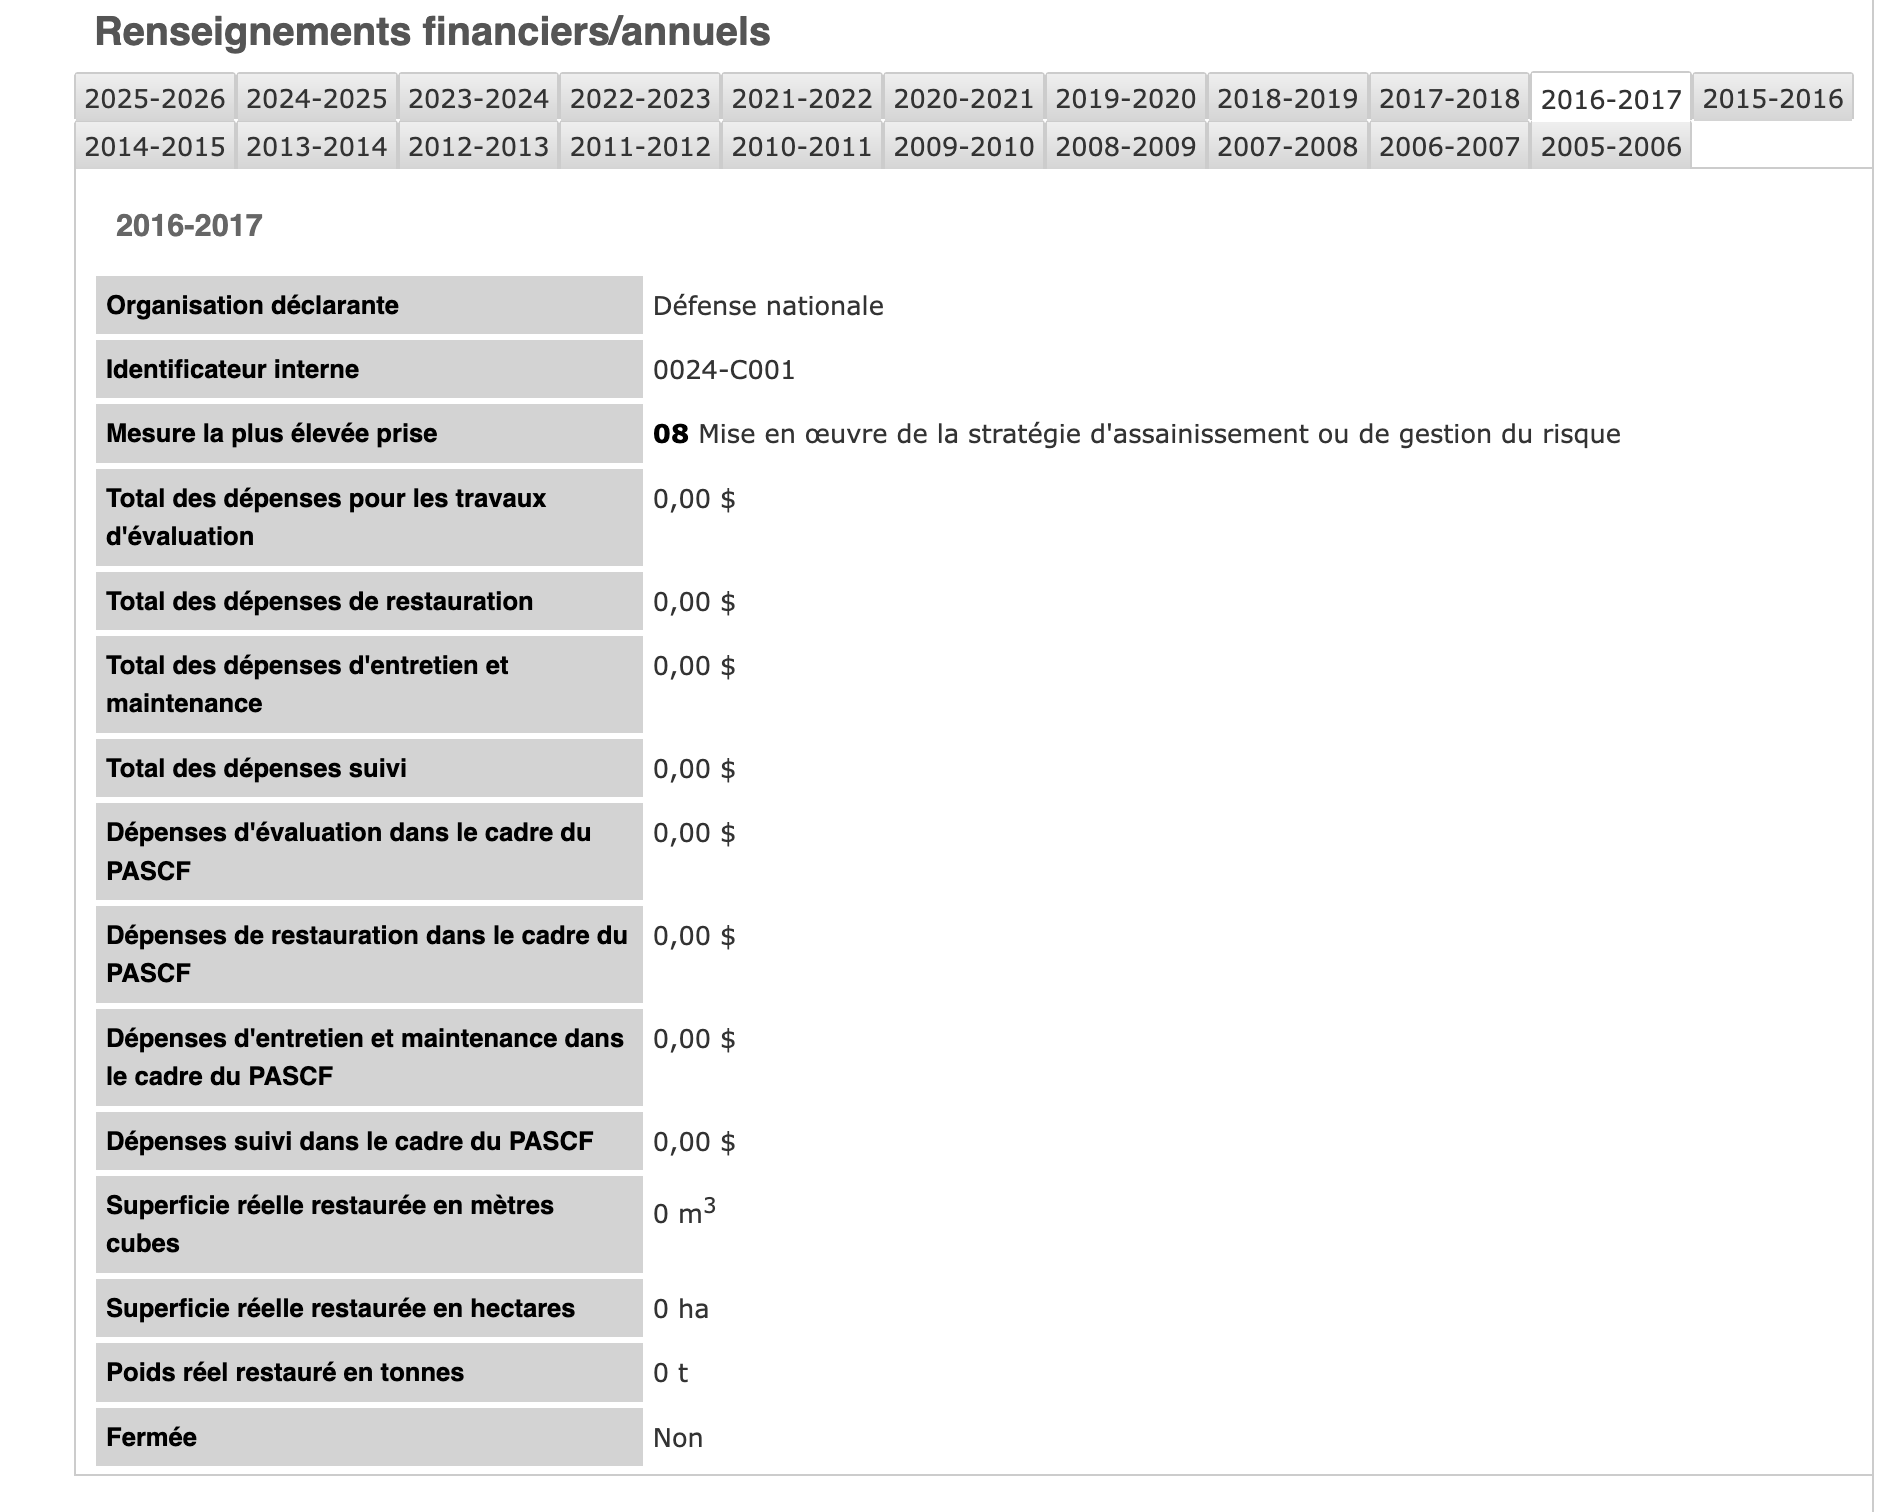 Renseignements financiers/annuels
2025-2026 2024-2025 2023-2024 2022-2023 2021-2022 2020-2021 2019-2020 2018-2019 2017-2018 2016-2017 2015-2016
2014-2015 2013-2014 2012-2013 2011-2012 2010-2011 2009-2010 2008-2009 2007-2008 2006-2007 2005-2006
2016-2017
Organisation déclarante Défense nationale
Identificateur interne 0024-C001
Mesure la plus élevée prise 08 Mise en œuvre de la stratégie d'assainissement ou de gestion du risque
Total des dépenses pour les travaux 0,00 $
d'évaluation
Total des dépenses de restauration 0,00 $
Total des dépenses d'entretien et 0,00 $
maintenance
Total des dépenses suivi 0,00 $
Dépenses d'évaluation dans le cadre du 0,00 $
PASCF
Dépenses de restauration dans le cadre du 0,00 $
PASCF
Dépenses d'entretien et maintenance dans 0,00 $
le cadre du PASCF
Dépenses suivi dans le cadre du PASCF 0,00 $
Superficie réelle restaurée en mètres 0 m³
cubes
Superficie réelle restaurée en hectares 0 ha
Poids réel restauré en tonnes 0 t
Fermée Non